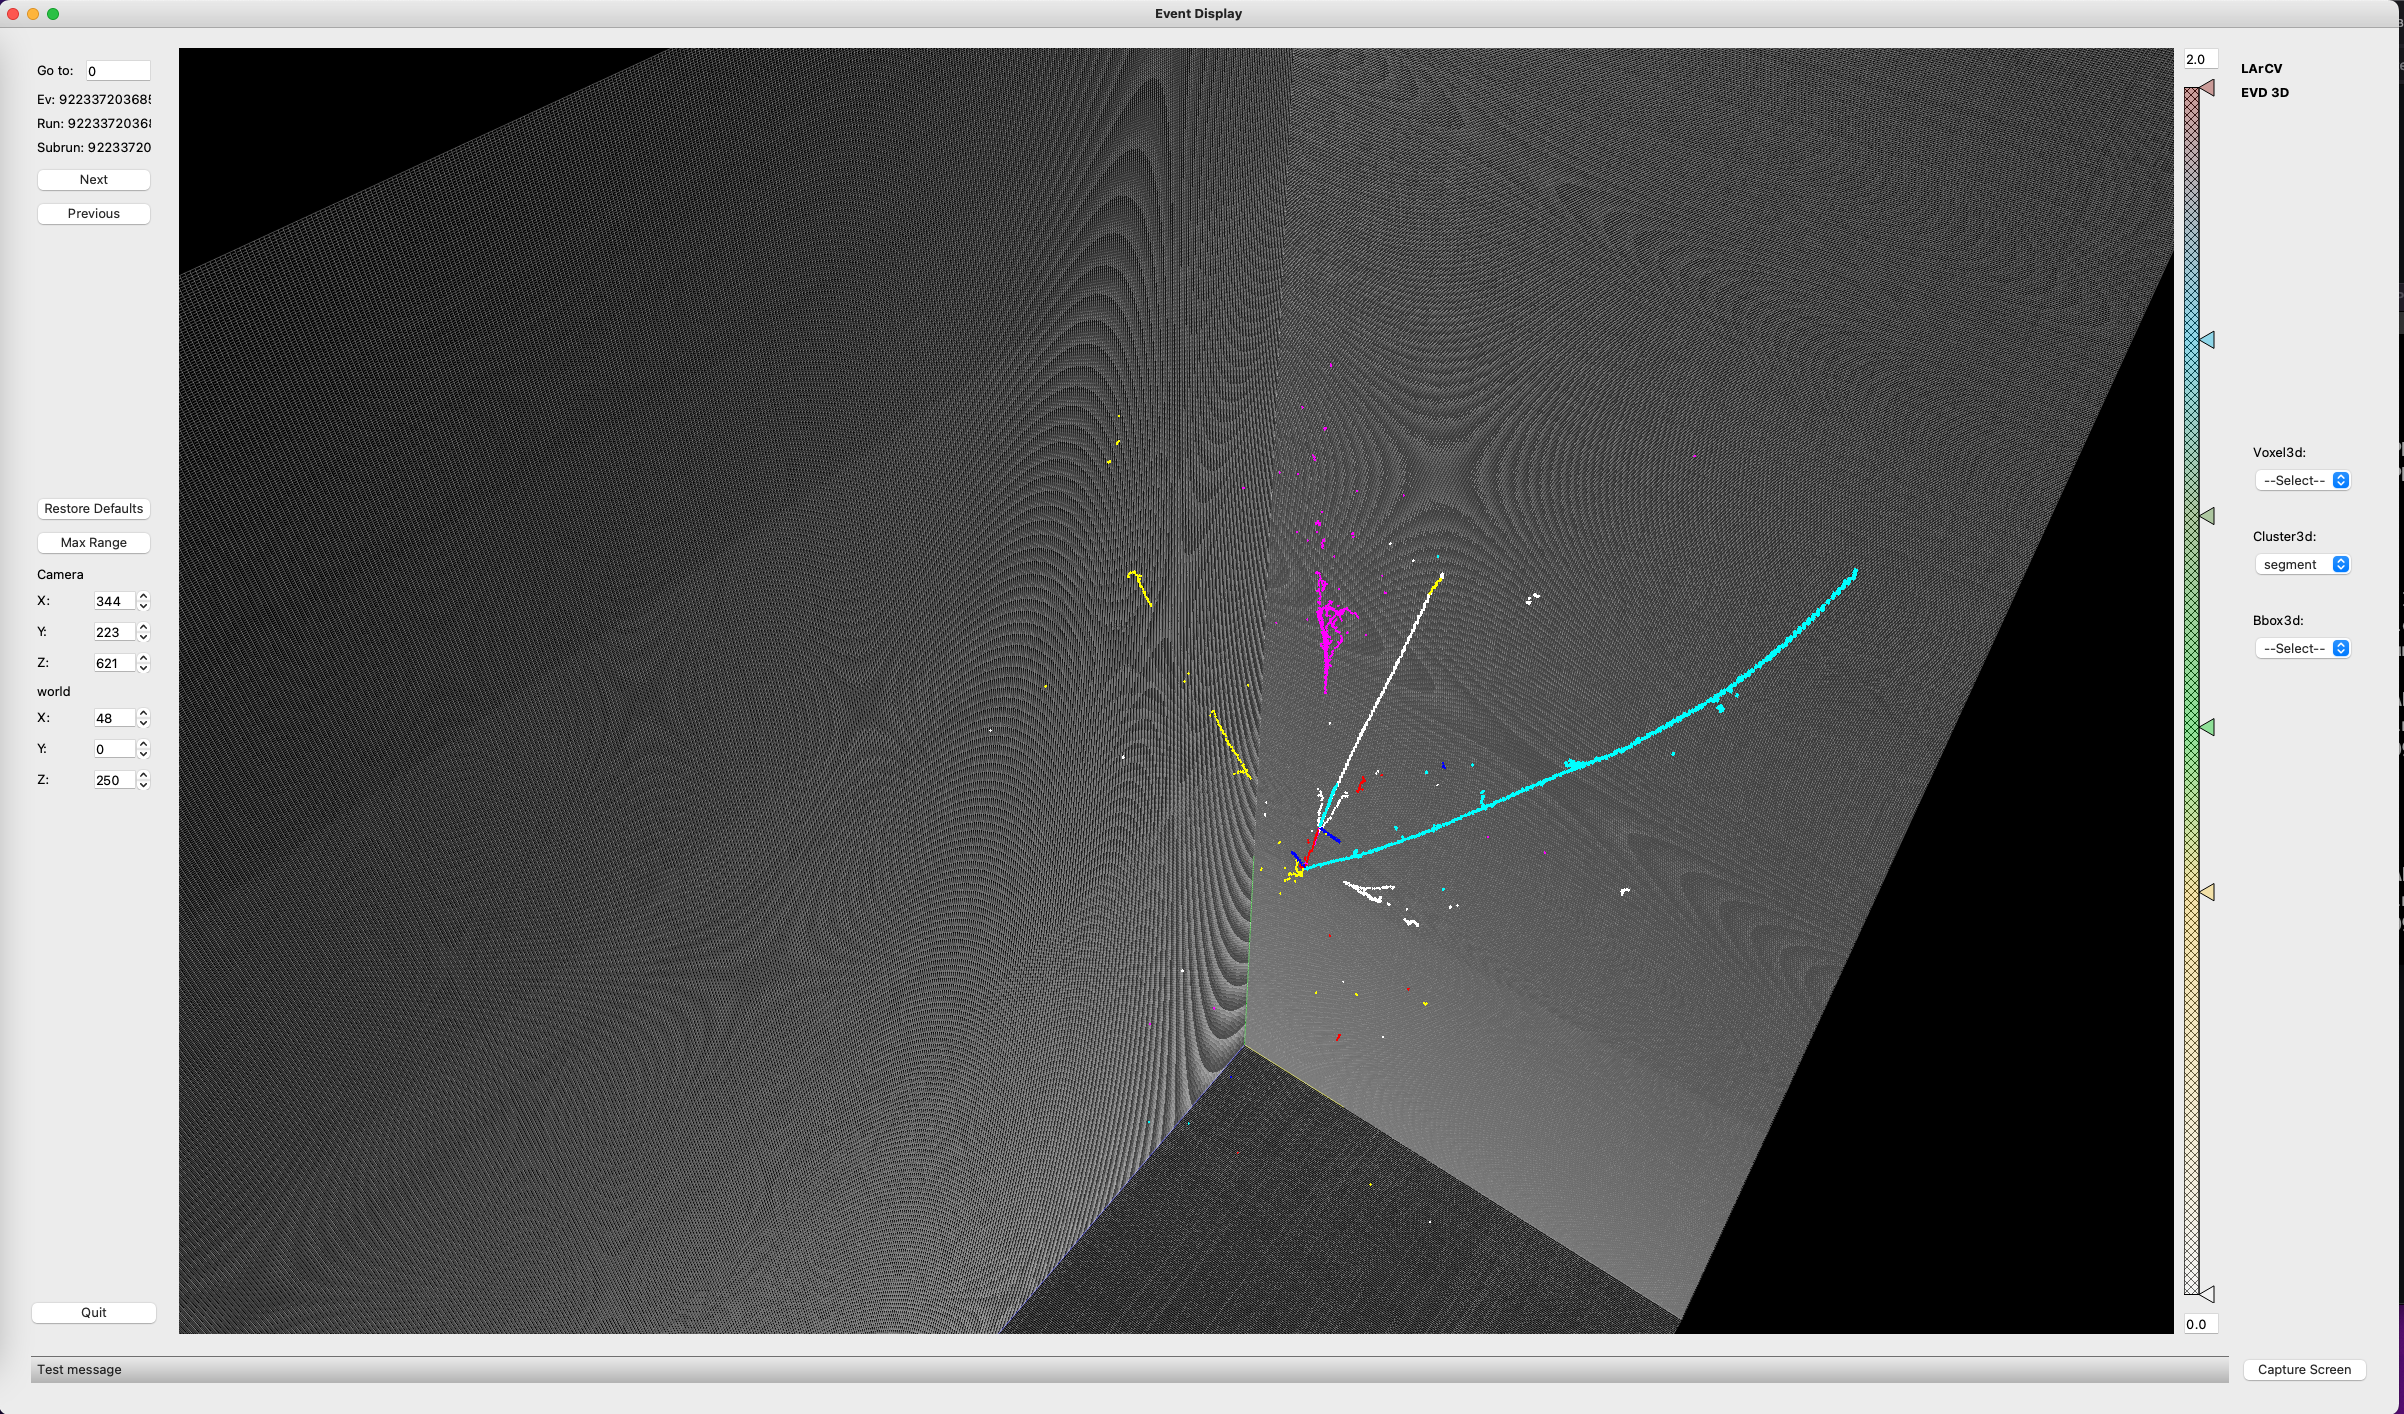 Event Display
Go to: 0
Ev: 92233720368
Run: 9223372036
Subrun: 92233720
Next
Previous
Restore Defaults
Max Range
Camera
X: 344
Y: 223
Z: 621
world
X: 48
Y: 0
Z: 250
Quit
Test message
2.0
0.0
LArCV
EVD 3D
Voxel3d:
--Select--
Cluster3d:
segment
Bbox3d:
--Select--
Capture Screen